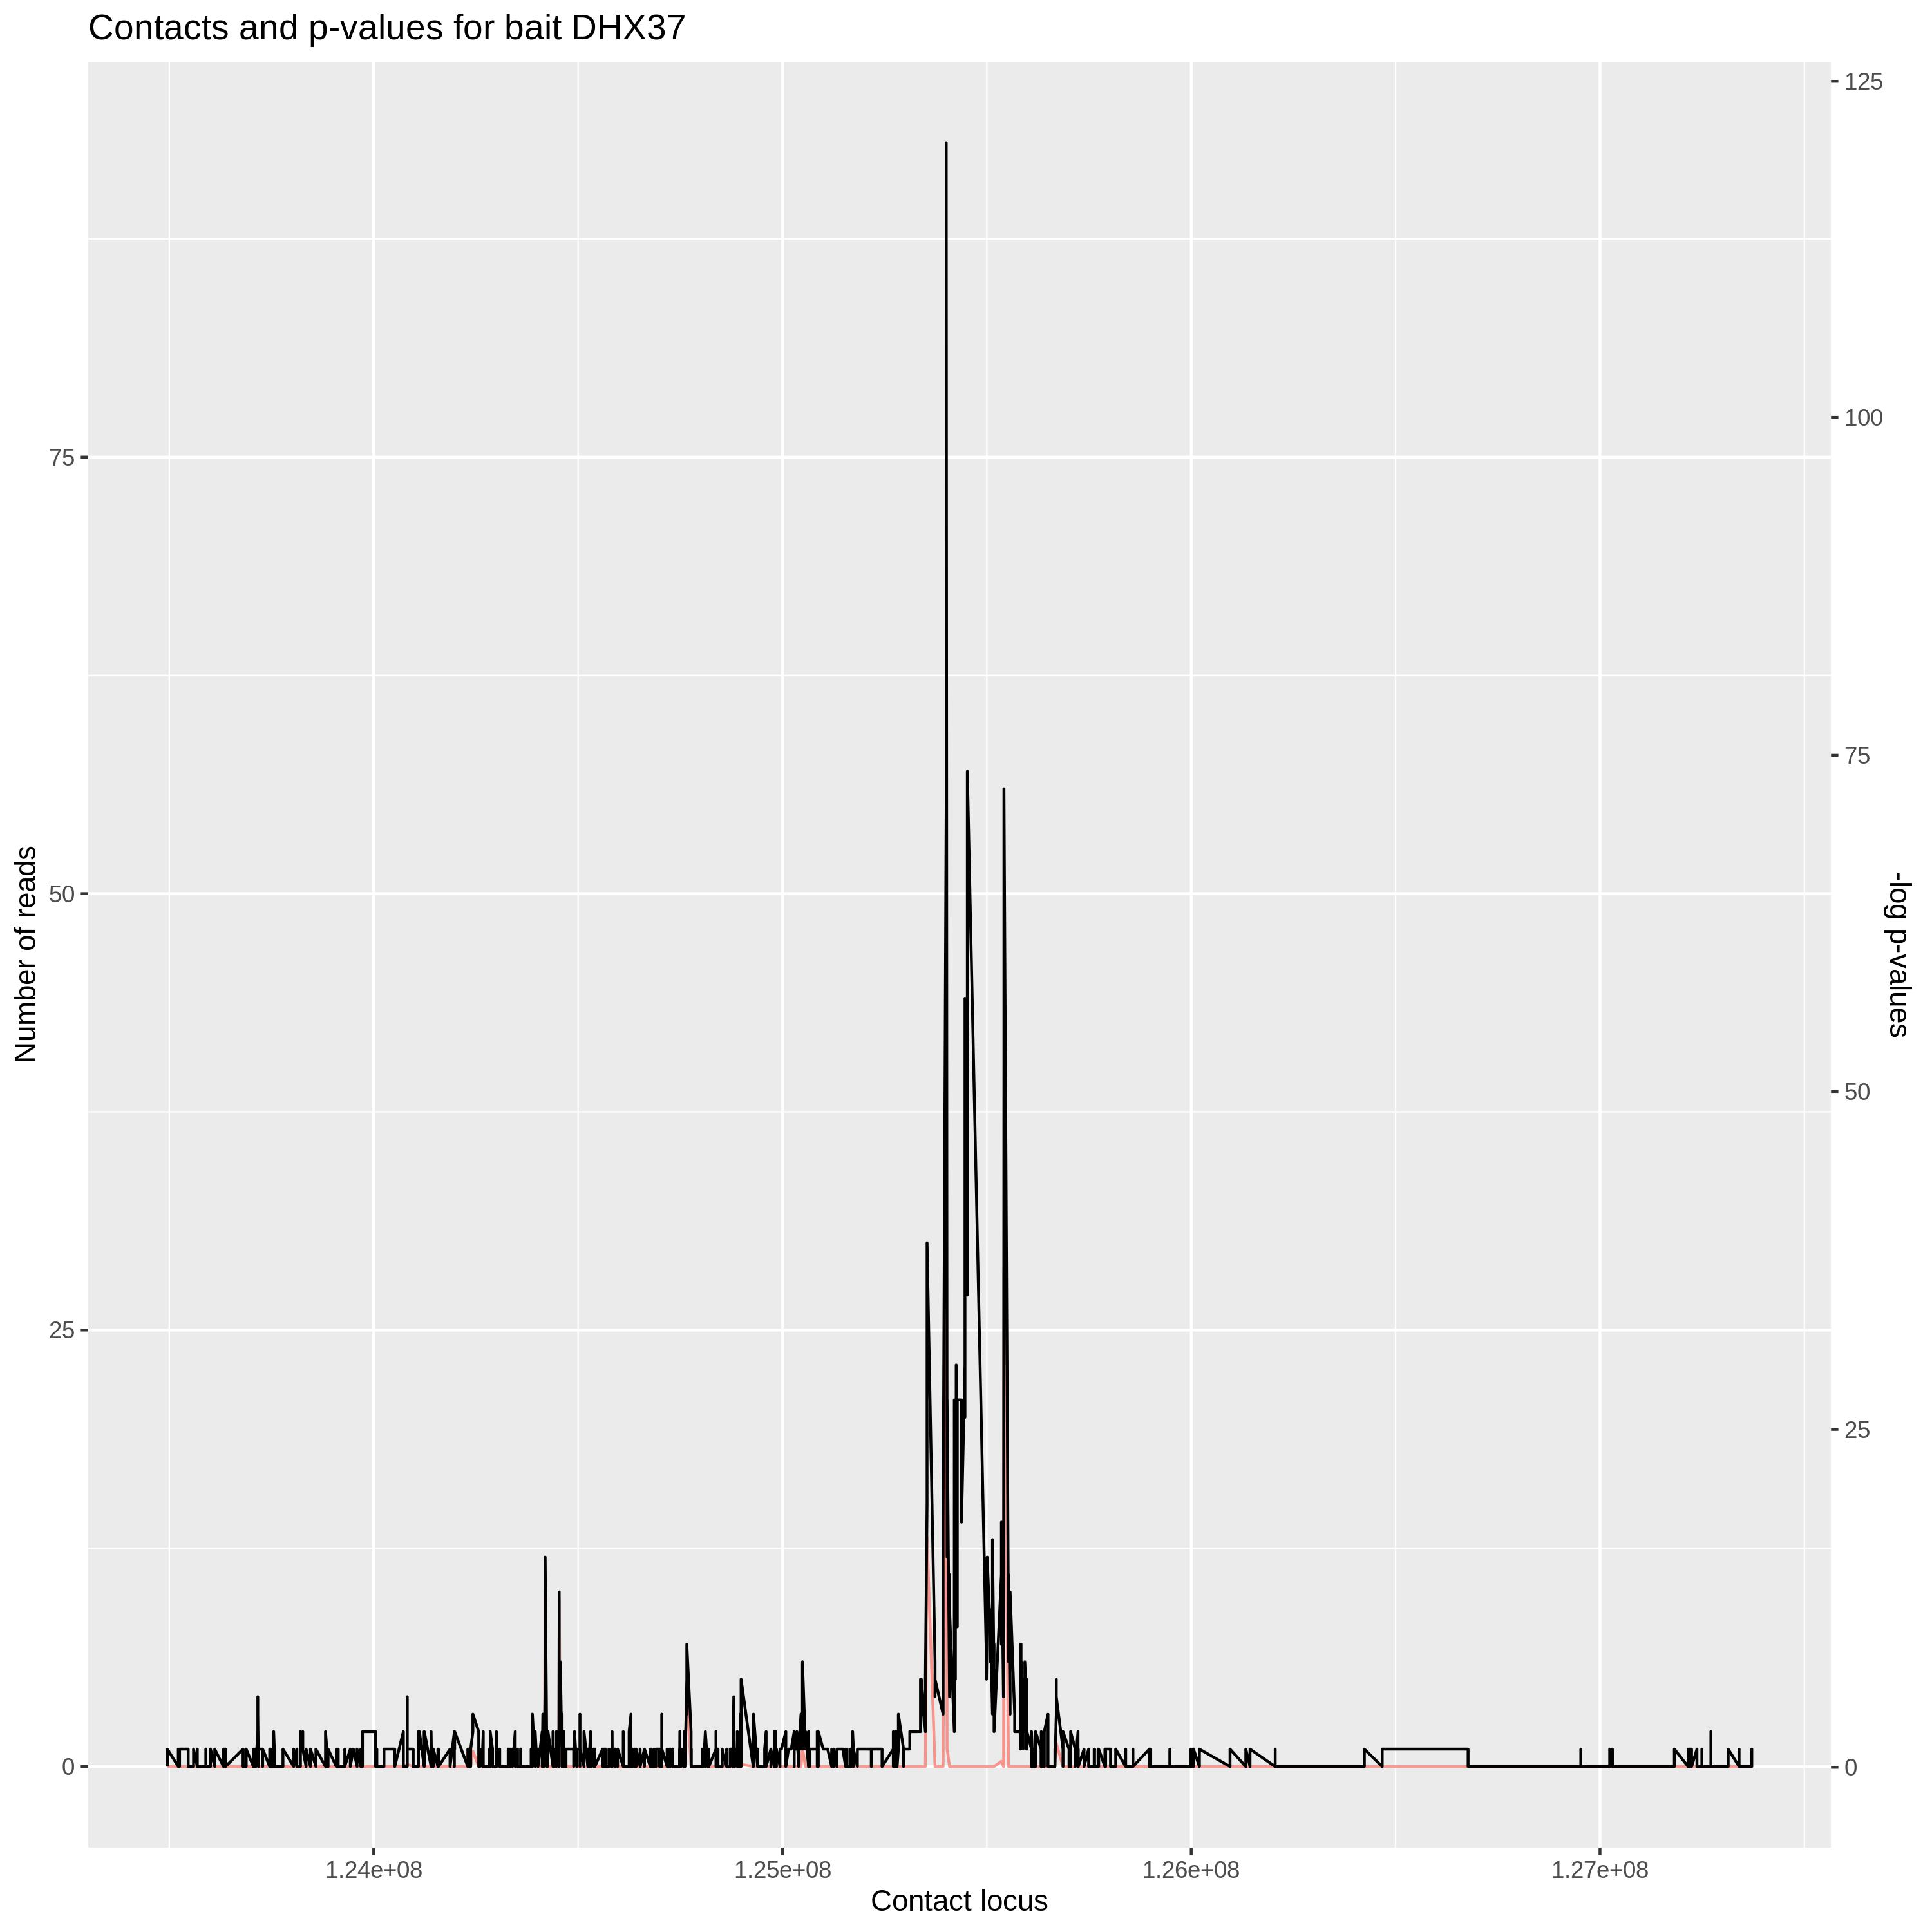 Contacts and p-values for bait DHX37
Number of reads
75
50
25
0
125
100
75
50
25
0
-log p-values
1.24e+08
1.25e+08
1.26e+08
1.27e+08
Contact locus